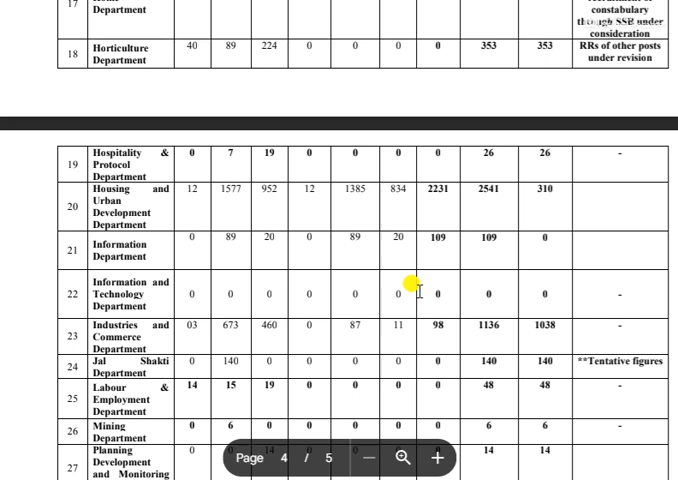 17 Department
constabulary
through SSB under
consideration
18 Horticulture Department 40 89 224 0 0 0 0 353 353 RRs of other posts under revision
19 Hospitality & Protocol Department 0 7 19 0 0 0 0 26 26 -
20 Housing and Urban Development Department 12 1577 952 12 1385 834 2231 2541 310
21 Information Department 0 89 20 0 89 20 109 109 0
22 Information and Technology Department 0 0 0 0 0 0 0 0 0 -
23 Industries and Commerce Department 03 673 460 0 87 11 98 1136 1038 -
24 Jal Shakti Department 0 140 0 0 0 0 0 140 140 **Tentative figures
25 Labour & Employment Department 14 15 19 0 0 0 0 48 48 -
26 Mining Department 0 6 0 0 0 0 0 6 6 -
27 Planning Development and Monitoring 0 14 14 14
Page 4 / 5